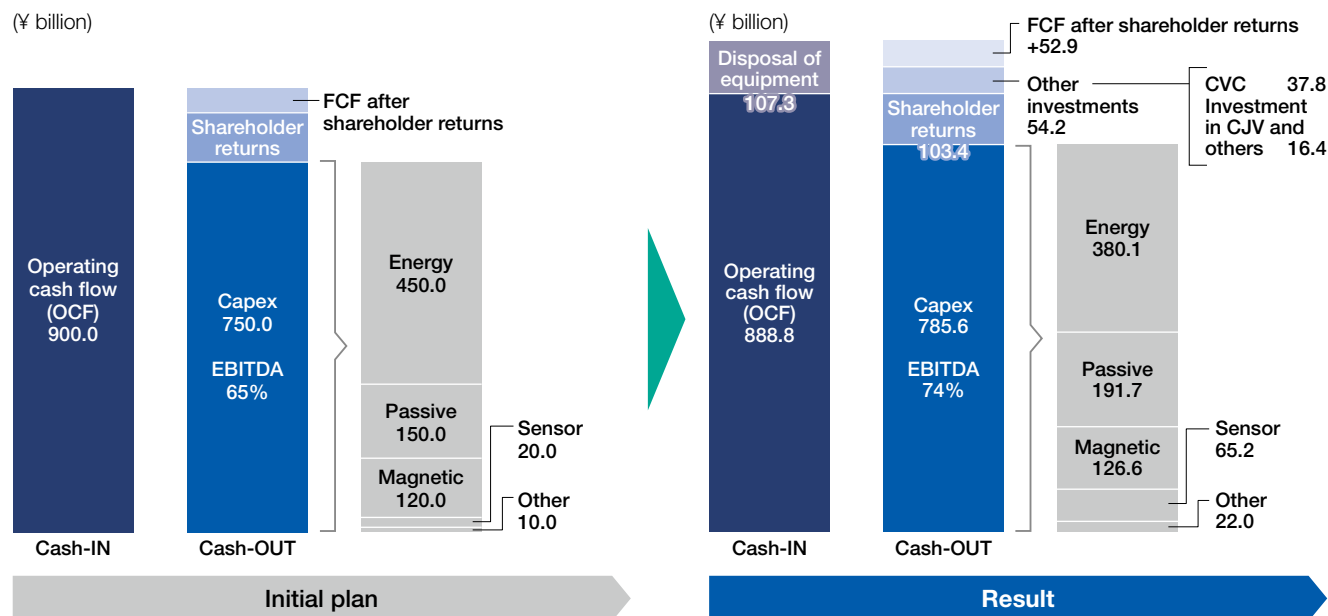 (¥ billion)
Operating
cash flow
(OCF)
900.0
Cash-IN
FCF after
shareholder returns
Shareholder
returns
Capex
750.0
EBITDA
65%
Cash-OUT
Energy
450.0
Passive
150.0
Magnetic
120.0
Sensor
20.0
Other
10.0
Initial plan
(¥ billion)
Disposal of
equipment
107.3
Operating
cash flow
(OCF)
888.8
Cash-IN
FCF after shareholder returns
+52.9
Other
investments
54.2
CVC 37.8
Investment
in CJV and
others 16.4
Shareholder
returns
103.4
Capex
785.6
EBITDA
74%
Cash-OUT
Energy
380.1
Passive
191.7
Magnetic
126.6
Sensor
65.2
Other
22.0
Result